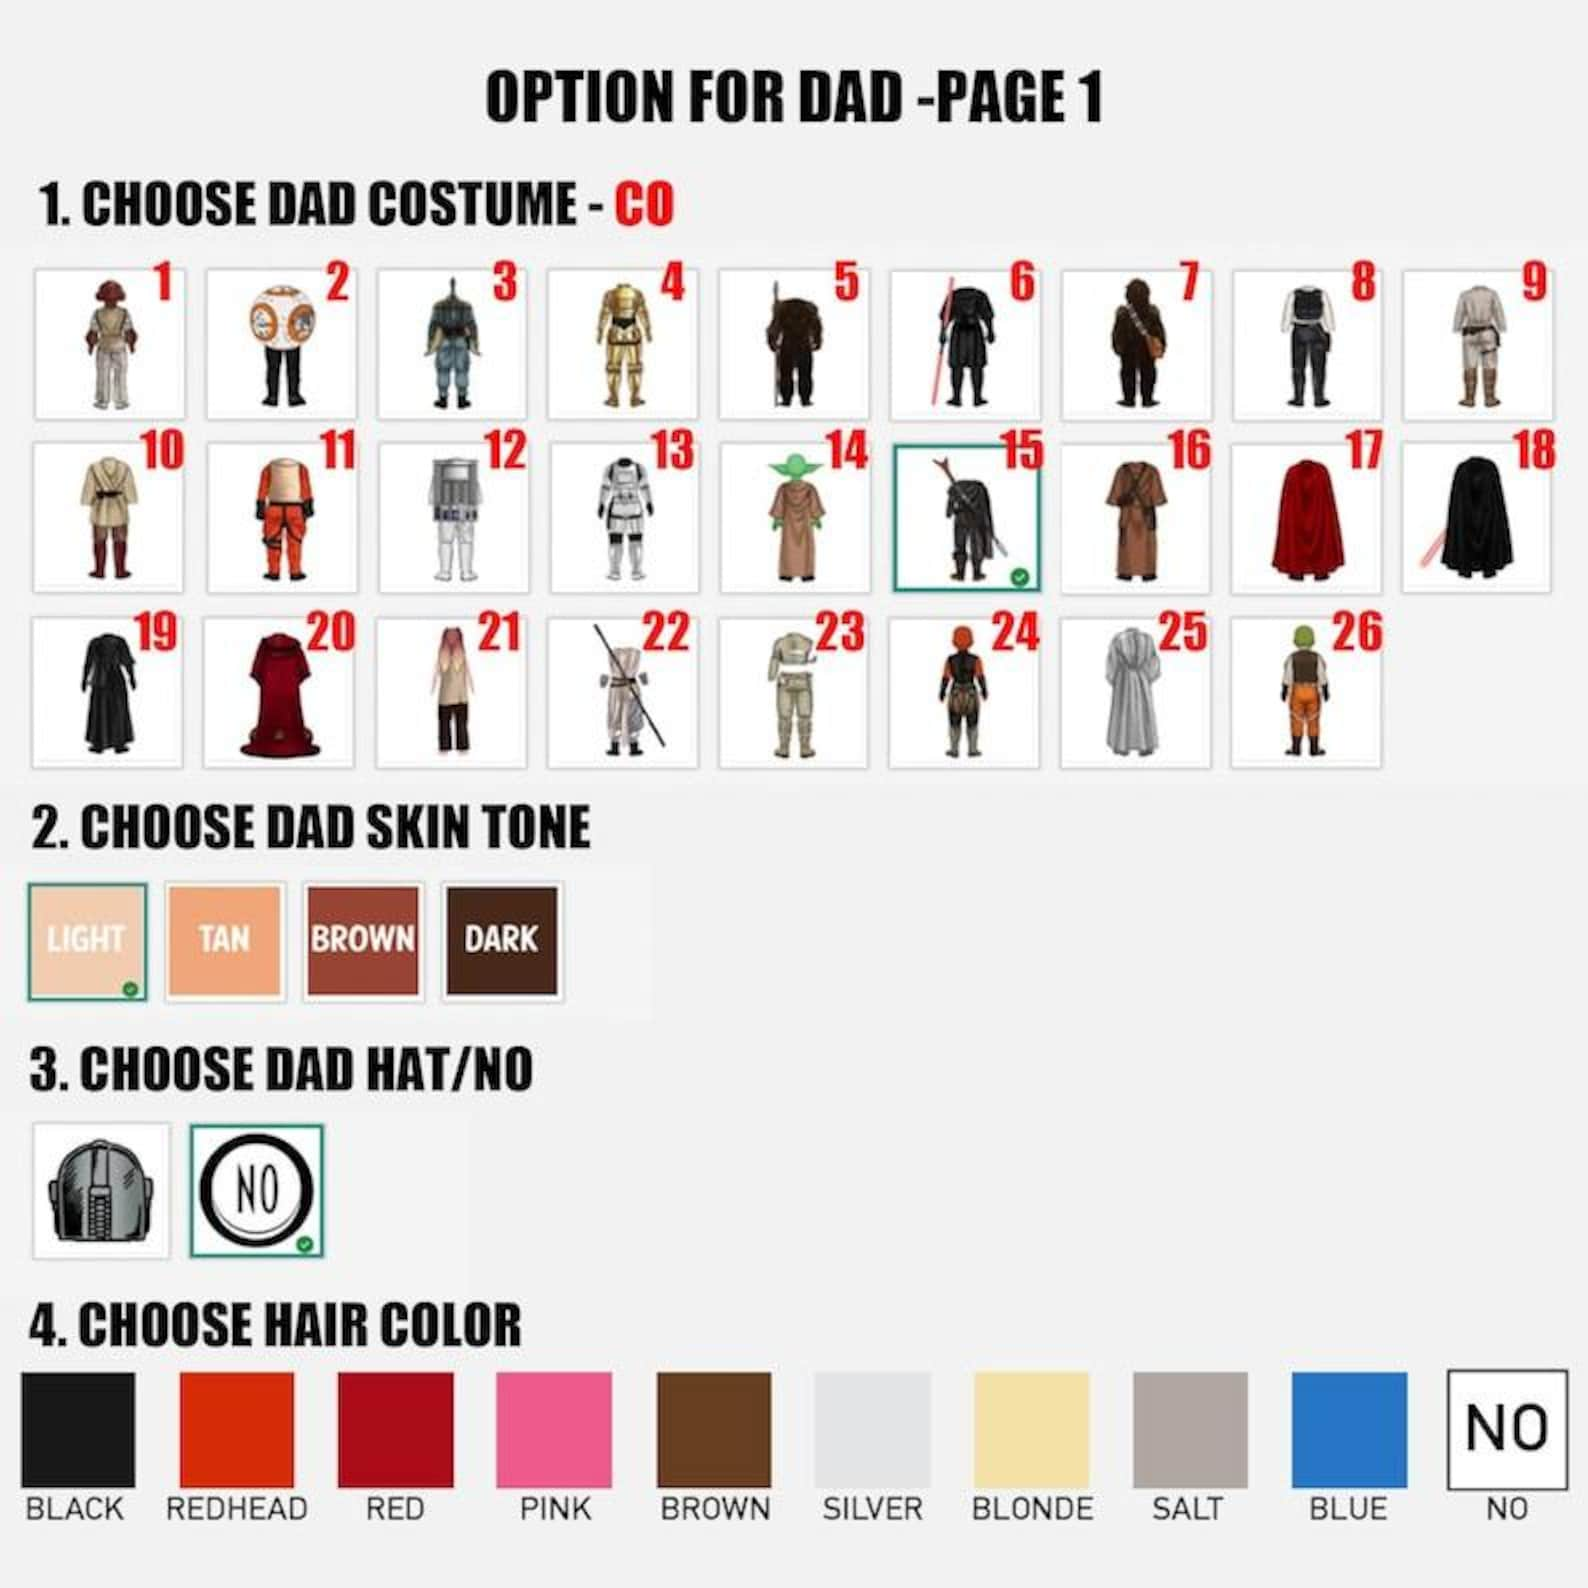 OPTION FOR DAD -PAGE 1
1. CHOOSE DAD COSTUME - CO
1 2 3 4 5 6 7 8 9
10 11 12 13 14 15 16 17 18
19 20 21 22 23 24 25 26
2. CHOOSE DAD SKIN TONE
LIGHT TAN BROWN DARK
3. CHOOSE DAD HAT/NO
NO
4. CHOOSE HAIR COLOR
NO
BLACK REDHEAD RED PINK BROWN SILVER BLONDE SALT BLUE NO